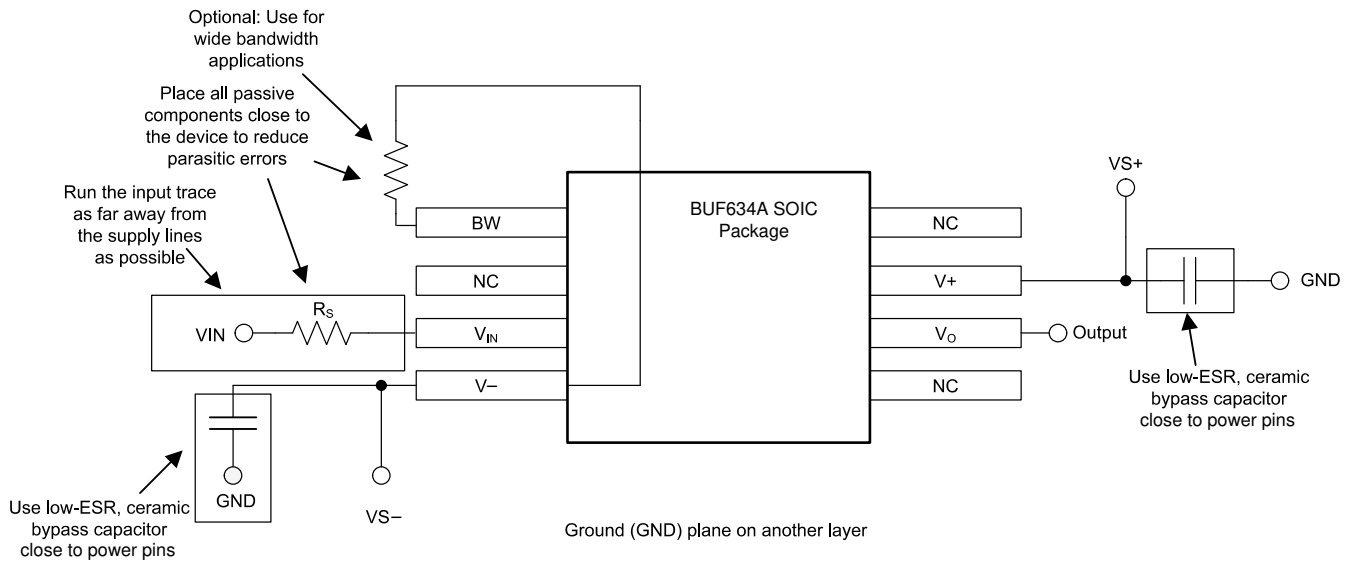 Optional: Use for
wide bandwidth
applications
Place all passive
components close to
the device to reduce
parasitic errors
Run the input trace
as far away from
the supply lines
as possible
BUF634A SOIC
Package
BW
NC
VIN
V–
NC
V+
VO
NC
VIN
RS
VS+
GND
Output
Use low-ESR, ceramic
bypass capacitor
close to power pins
GND
VS–
Use low-ESR, ceramic
bypass capacitor
close to power pins
Ground (GND) plane on another layer